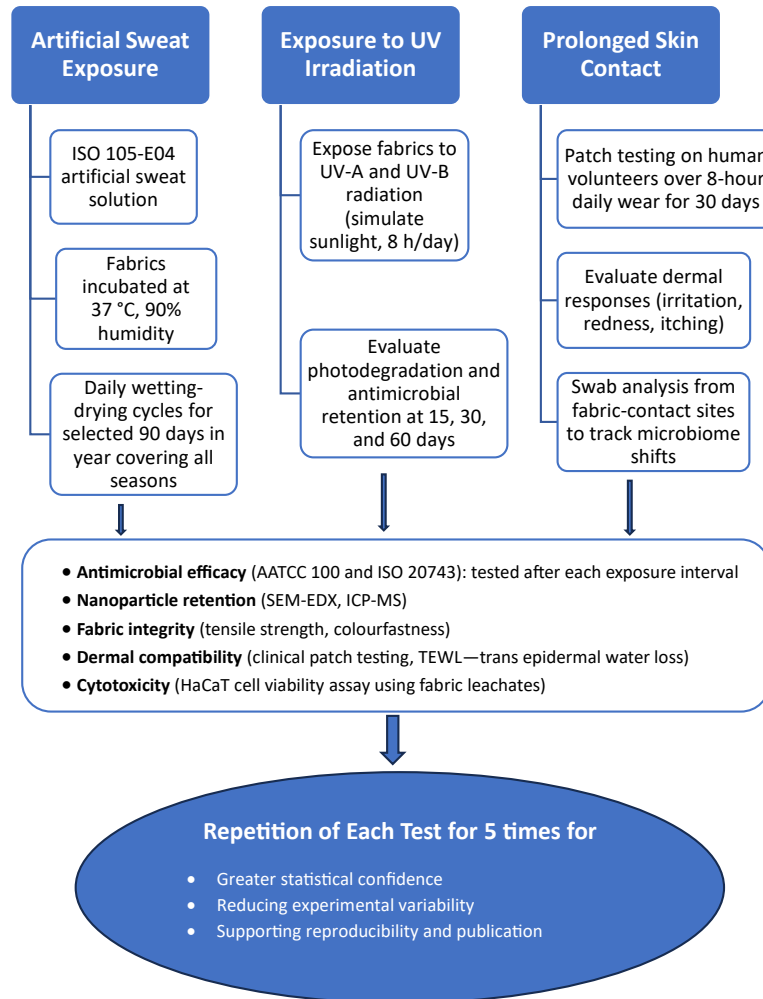 Artificial Sweat
Exposure
ISO 105-E04
artificial sweat
solution
Fabrics
incubated at
37 °C, 90%
humidity
Daily wetting-
drying cycles for
selected 90 days in
year covering all
seasons
Exposure to UV
Irradiation
Expose fabrics to
UV-A and UV-B
radiation
(simulate
sunlight, 8 h/day)
Evaluate
photodegradation and
antimicrobial
retention at 15, 30,
and 60 days
Prolonged Skin
Contact
Patch testing on human
volunteers over 8-hour
daily wear for 30 days
Evaluate dermal
responses (irritation,
redness, itching)
Swab analysis from
fabric-contact sites
to track microbiome
shifts
• Antimicrobial efficacy (AATCC 100 and ISO 20743): tested after each exposure interval
• Nanoparticle retention (SEM-EDX, ICP-MS)
• Fabric integrity (tensile strength, colourfastness)
• Dermal compatibility (clinical patch testing, TEWL—trans epidermal water loss)
• Cytotoxicity (HaCaT cell viability assay using fabric leachates)
Repetition of Each Test for 5 times for
• Greater statistical confidence
• Reducing experimental variability
• Supporting reproducibility and publication